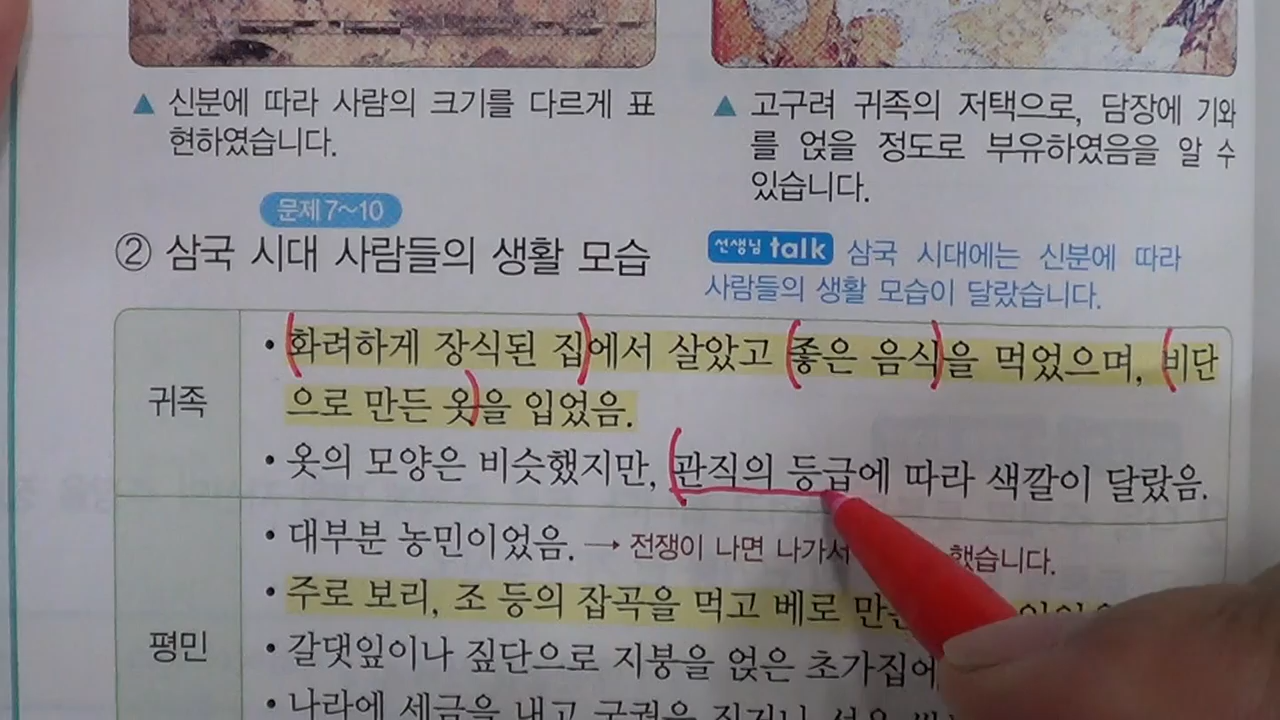 ▲ 신분에 따라 사람의 크기를 다르게 표
현하였습니다.
▲ 고구려 귀족의 저택으로, 담장에 기와
를 얹을 정도로 부유하였음을 알 수
있습니다.
문제 7~10
② 삼국 시대 사람들의 생활 모습
선생님 talk 삼국 시대에는 신분에 따라
사람들의 생활 모습이 달랐습니다.
귀족
• 화려하게 장식된 집에서 살았고 좋은 음식을 먹었으며, 비단
으로 만든 옷을 입었음.
• 옷의 모양은 비슷했지만, 관직의 등급에 따라 색깔이 달랐음.
평민
• 대부분 농민이었음. → 전쟁이 나면 나가서 했습니다.
• 주로 보리, 조 등의 잡곡을 먹고 베로
• 갈댓잎이나 짚단으로 지붕을 얹은 초가집에
• 나라에 세금을 내고